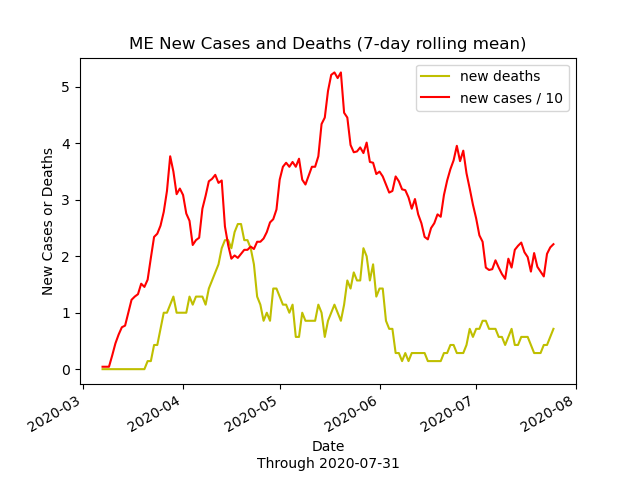 ME New Cases and Deaths (7-day rolling mean)
new deaths
new cases / 10
New Cases or Deaths
5
4
3
2
1
0
2020-03
2020-04
2020-05
2020-06
2020-07
2020-08
Date
Through 2020-07-31